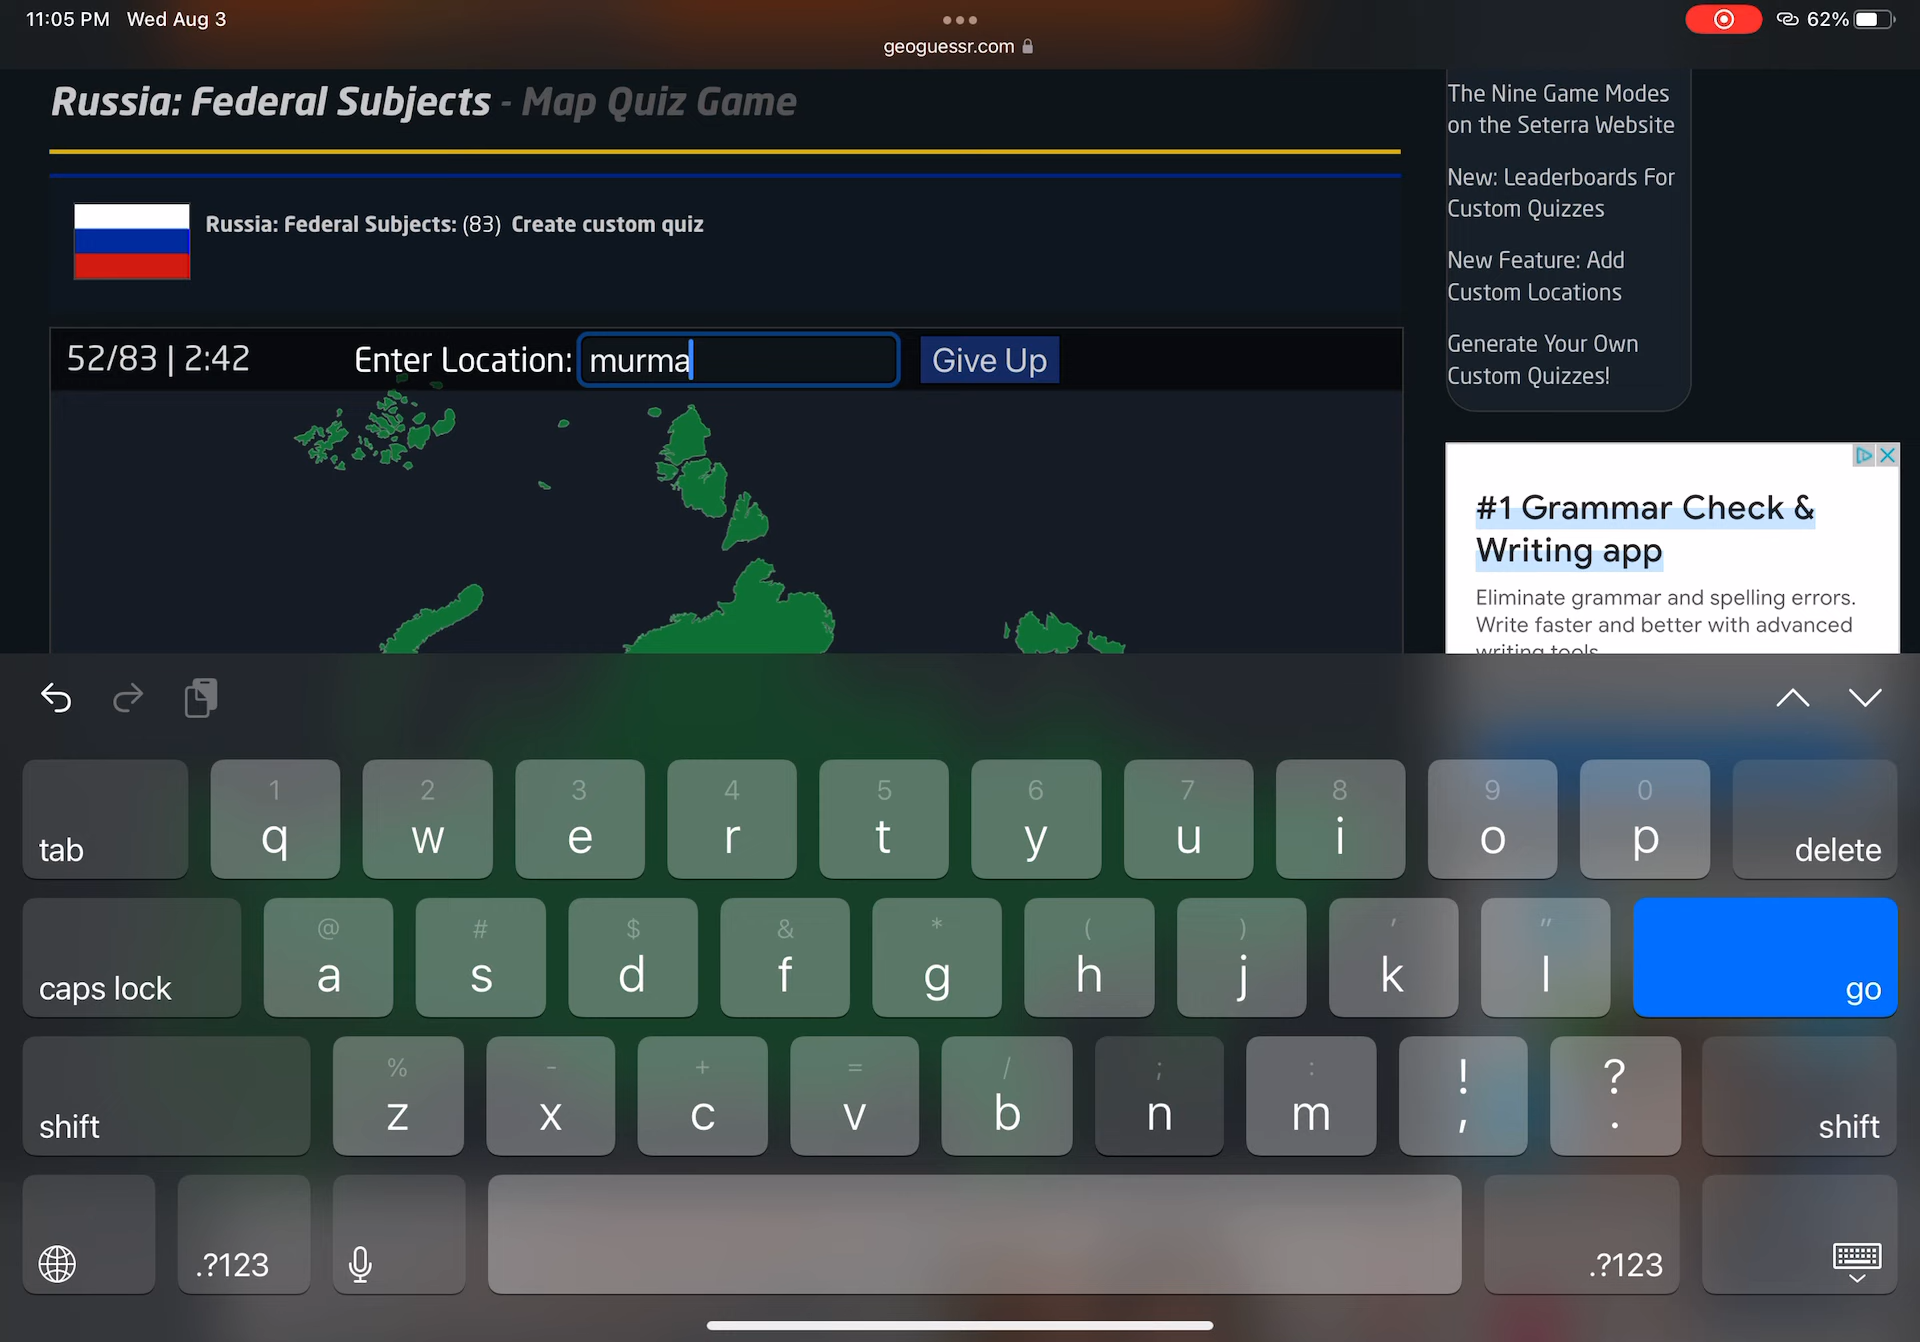 11:05 PM Wed Aug 3
62%
geoguessr.com
Russia: Federal Subjects - Map Quiz Game
Russia: Federal Subjects: (83) Create custom quiz
52/83 | 2:42
Enter Location: murma
Give Up
The Nine Game Modes
on the Seterra Website
New: Leaderboards For
Custom Quizzes
New Feature: Add
Custom Locations
Generate Your Own
Custom Quizzes!
#1 Grammar Check &
Writing app
Eliminate grammar and spelling errors.
Write faster and better with advanced
writing tools
1 2 3 4 5 6 7 8 9 0
tab q w e r t y u i o p delete
@ # $ & * ( ) ' "
caps lock a s d f g h j k l go
% - + = / ; : ! ?
shift z x c v b n m , . shift
.?123 .?123